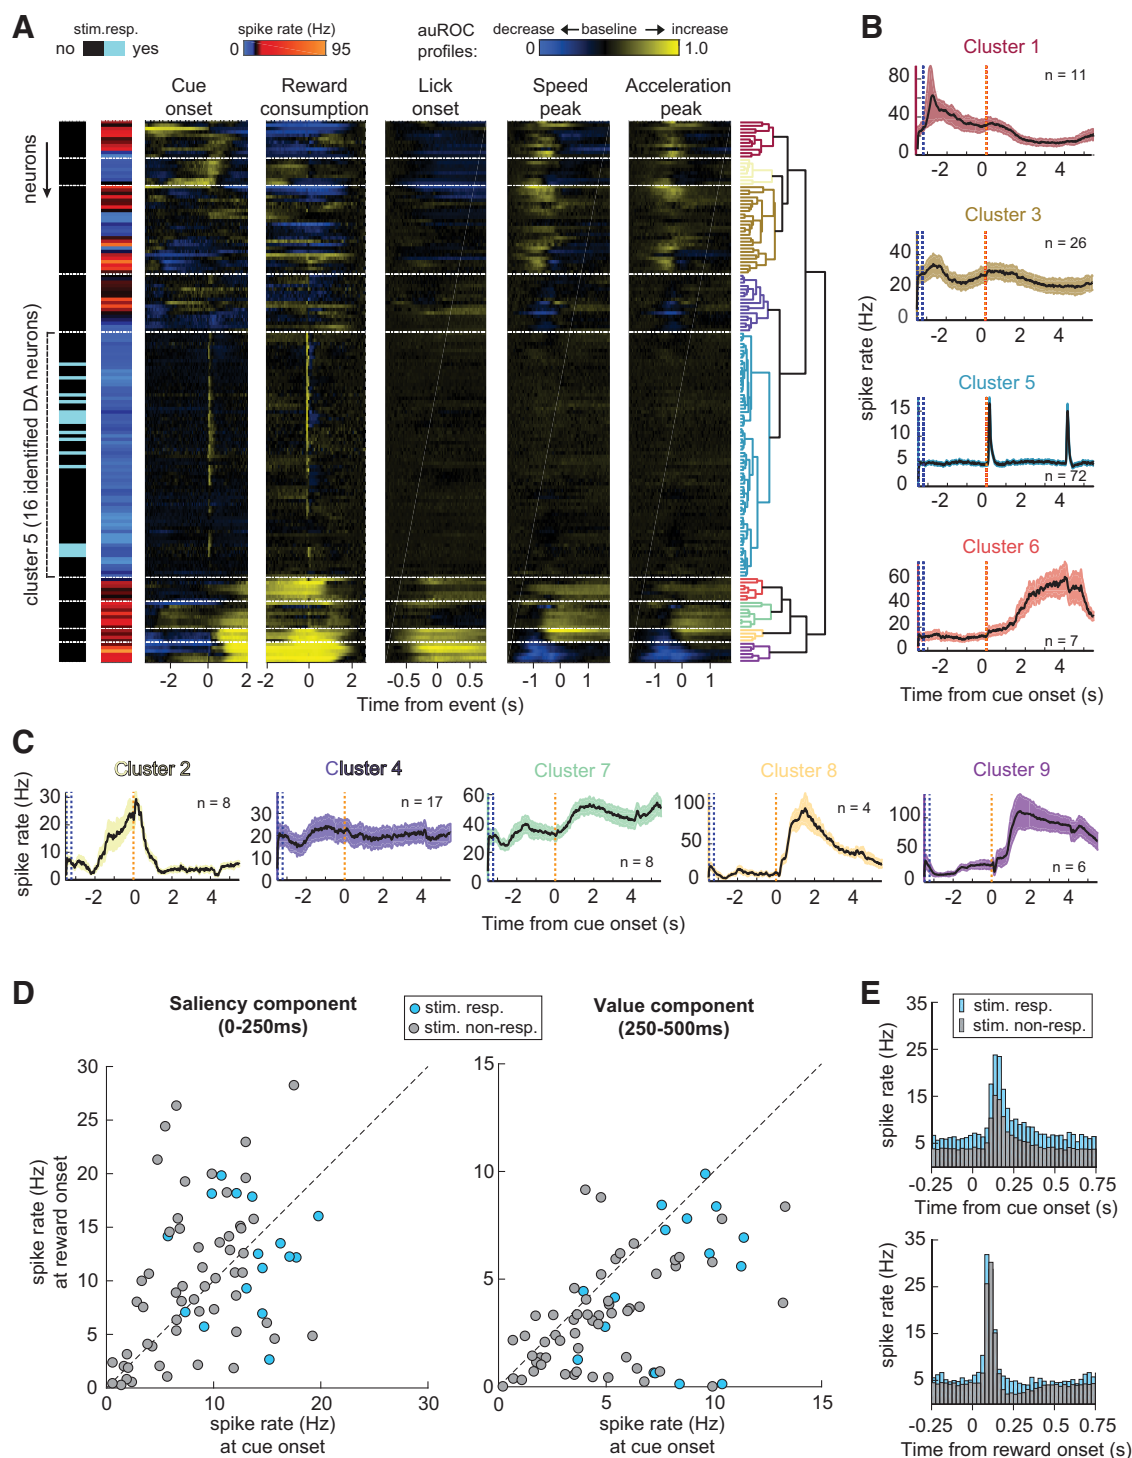 A
stim.resp.
no yes
spike rate (Hz)
0 95
auROC
profiles:
decrease ← baseline → increase
0 1.0
Cue
onset
Reward
consumption
Lick
onset
Speed
peak
Acceleration
peak
neurons
cluster 5 (16 identified DA neurons)
-2 0 2
-2 0 2
-0.5 0 0.5
-1 0 1
-1 0 1
Time from event (s)
B
Cluster 1
n = 11
80
40
0
-2 0 2 4
Cluster 3
n = 26
40
20
0
-2 0 2 4
spike rate (Hz)
Cluster 5
15
10
5
0
n = 72
-2 0 2 4
Cluster 6
60
40
20
0
n = 7
-2 0 2 4
Time from cue onset (s)
C
spike rate (Hz)
Cluster 2
n = 8
30
20
10
0
-2 0 2 4
Cluster 4
n = 17
30
20
10
0
-2 0 2 4
Cluster 7
n = 8
60
40
20
0
-2 0 2 4
Cluster 8
n = 4
100
50
0
-2 0 2 4
Cluster 9
n = 6
100
50
0
-2 0 2 4
Time from cue onset (s)
D
Saliency component
(0-250ms)
stim. resp.
stim. non-resp.
Value component
(250-500ms)
spike rate (Hz)
at reward onset
30
25
20
15
10
5
0
0 10 20 30
spike rate (Hz)
at cue onset
15
10
5
0
0 5 10 15
spike rate (Hz)
at cue onset
E
stim. resp.
stim. non-resp.
spike rate (Hz)
35
25
15
5
-0.25 0 0.25 0.75
Time from cue onset (s)
spike rate (Hz)
35
25
15
5
-0.25 0 0.25 0.75
Time from reward onset (s)